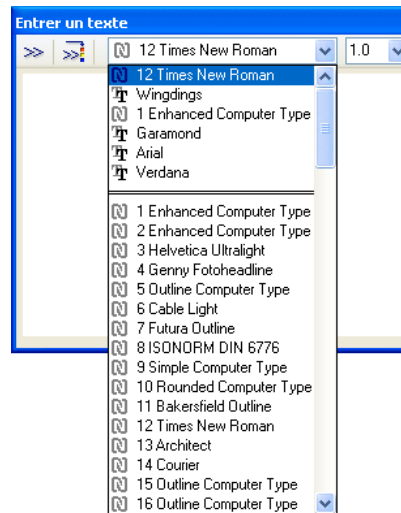 Entrer un texte
12 Times New Roman 1.0
12 Times New Roman
Wingdings
1 Enhanced Computer Type
Garamond
Arial
Verdana
1 Enhanced Computer Type
2 Enhanced Computer Type
3 Helvetica Ultralight
4 Genny Fotoheadline
5 Outline Computer Type
6 Cable Light
7 Futura Outline
8 ISONORM DIN 6776
9 Simple Computer Type
10 Rounded Computer Type
11 Bakersfield Outline
12 Times New Roman
13 Architect
14 Courier
15 Outline Computer Type
16 Outline Computer Type